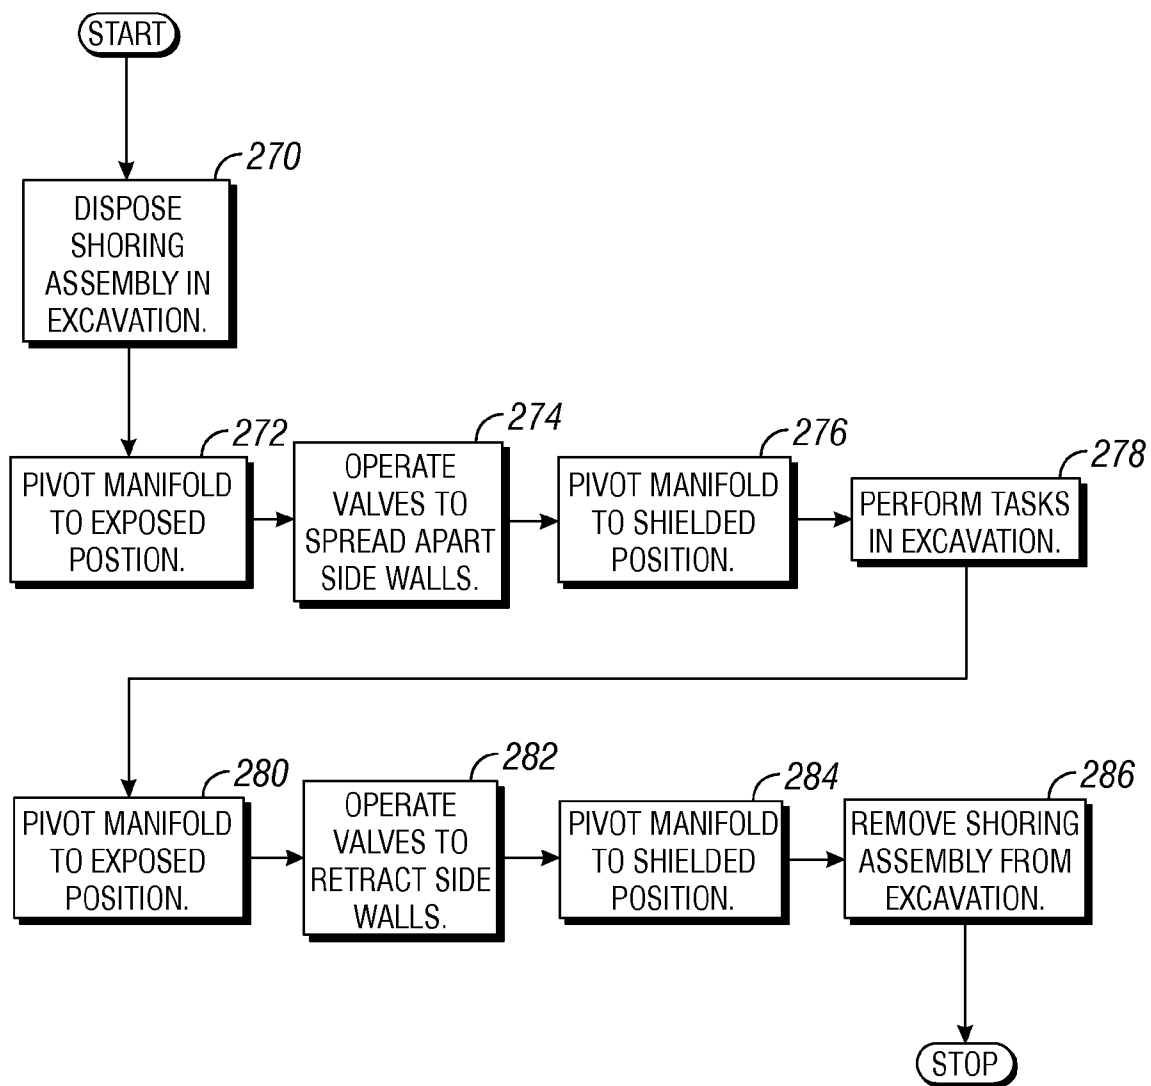 START
270
DISPOSE
SHORING
ASSEMBLY IN
EXCAVATION.
272
PIVOT MANIFOLD
TO EXPOSED
POSTION.
274
OPERATE
VALVES TO
SPREAD APART
SIDE WALLS.
276
PIVOT MANIFOLD
TO SHIELDED
POSITION.
278
PERFORM TASKS
IN EXCAVATION.
280
PIVOT MANIFOLD
TO EXPOSED
POSITION.
282
OPERATE
VALVES TO
RETRACT SIDE
WALLS.
284
PIVOT MANIFOLD
TO SHIELDED
POSITION.
286
REMOVE SHORING
ASSEMBLY FROM
EXCAVATION.
STOP